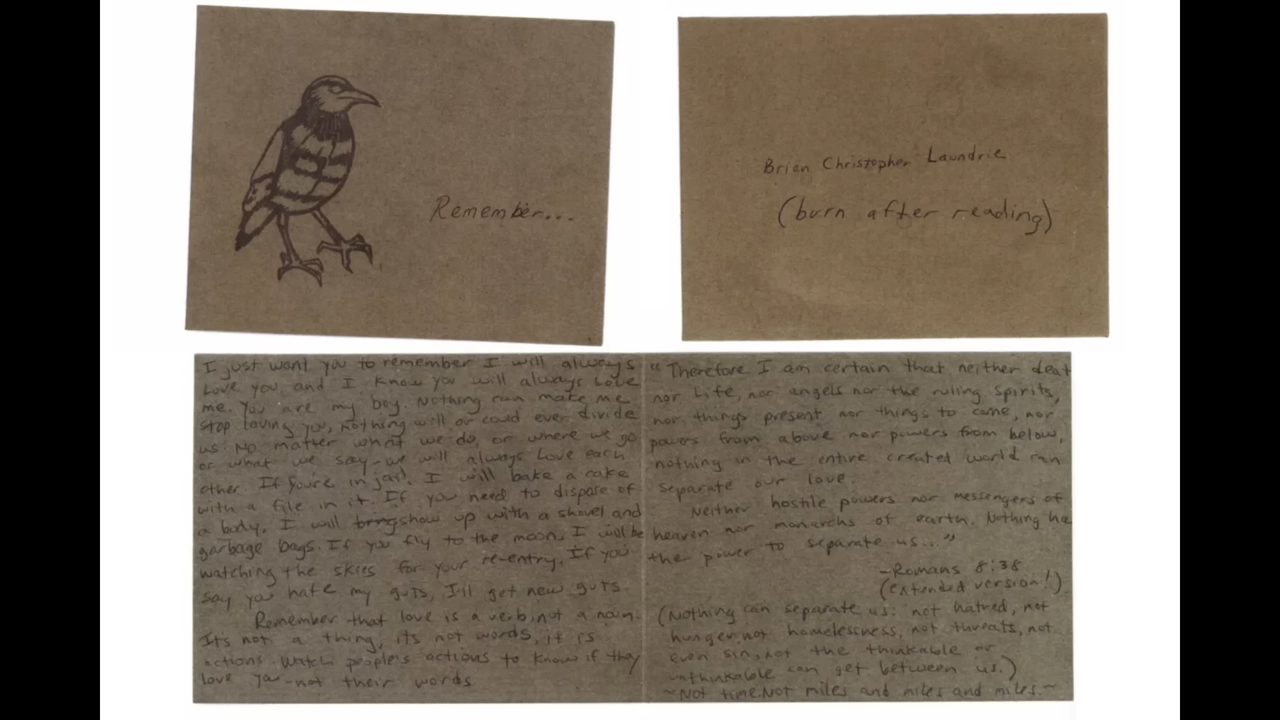 Remember...
Brian Christopher Laundrie
(burn after reading)
I just want you to remember I will always
Love you and I know you will always Love
me. You are my boy. Nothing can make me
stop loving you, nothing will or could ever divide
us. No matter what we do, or where we go
or what we say - we will always Love each
other. If you're in jail, I will bake a cake
with a file in it. If you need to dispose of
a body, I will bring show up with a shovel and
garbage bags. If you fly to the moon, I will be
watching the skies for your re-entry. If you
say you hate my guts, I'll get new guts.
Remember that love is a verb, not a noun.
It's not a thing, it's not words, it is
actions. Watch people's actions to know if they
love you - not their words
"Therefore I am certain that neither deat
nor Life, nor angels nor the ruling Spirits,
nor things present nor things to come, nor
powers from above nor powers from below,
nothing in the entire created world can
separate our love.
Neither hostile powers nor messengers of
heaven nor monarchs of earth. Nothing ha
the power to separate us..."
-Romans 8:38
(extended version!)
(Nothing can separate us: not hatred, not
hunger, not homelessness, not threats, not
even sin, not the thinkable or
unthinkable can get between us.)
~Not time. Not miles and miles and miles.~